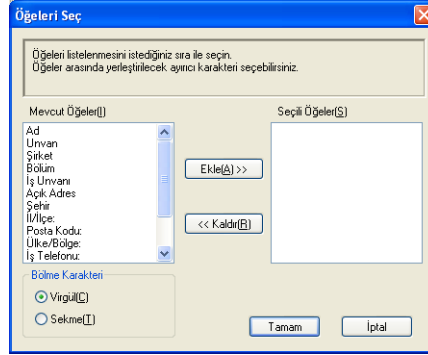 Öğeleri Seç
Öğeleri listelenmesini istediğiniz sıra ile seçin.
Öğeler arasında yerleştirilecek ayırıcı karakteri seçebilirsiniz.
Mevcut Öğeler(I)
Seçili Öğeler(S)
Ad
Unvan
Şirket
Bölüm
İş Unvanı
Açık Adres
Şehir
İl/İlçe:
Posta Kodu:
Ülke/Bölge:
İş Telefonu:
Ekle(A) >>
<< Kaldır(R)
Bölme Karakteri
Virgül(C)
Sekme(T)
Tamam
İptal